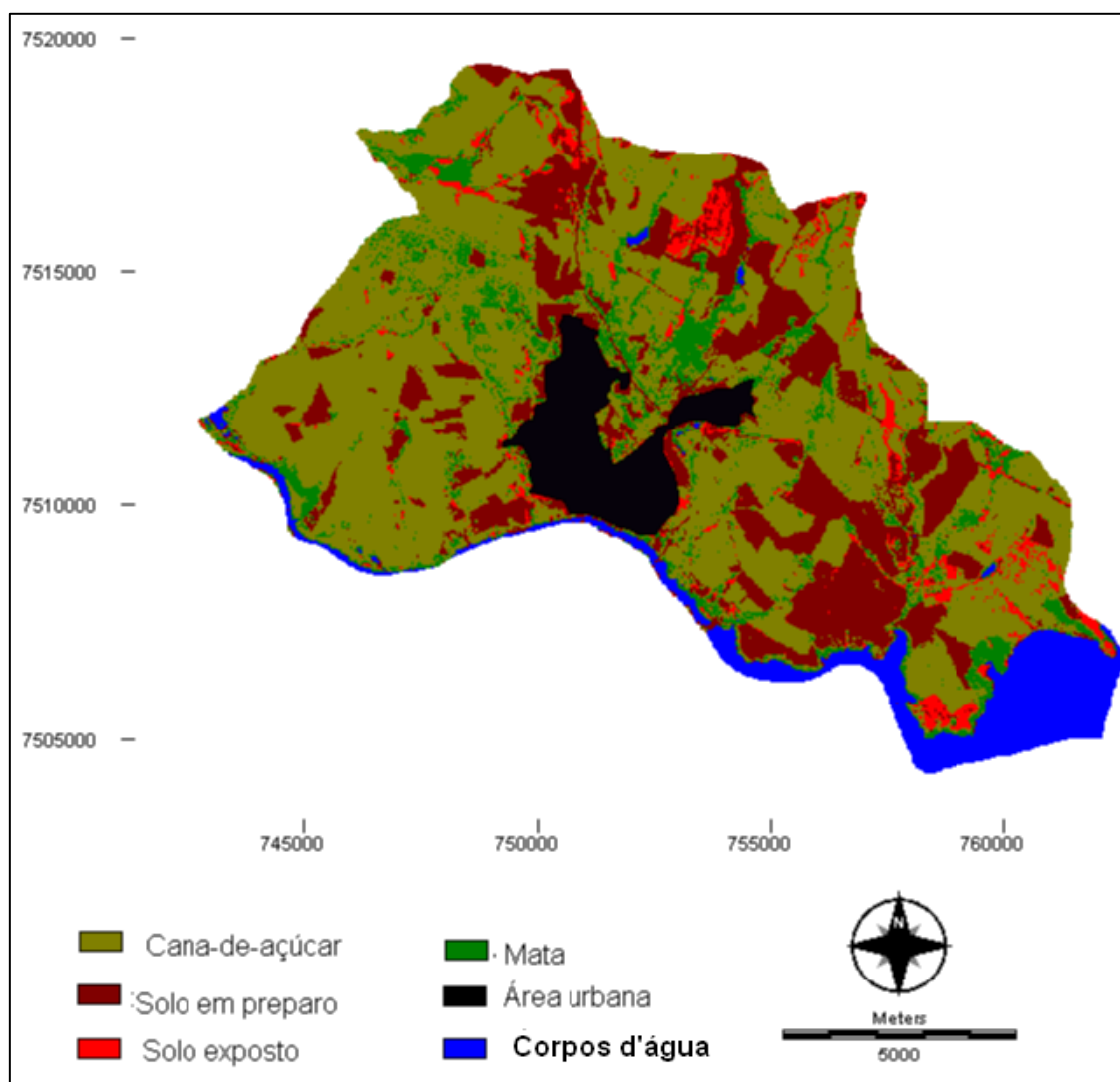 7520000
7515000
7510000
7505000
745000 750000 755000 760000
Cana-de-açúcar
Solo em preparo
Solo exposto
Mata
Área urbana
Corpos d'água
N
Meters
5000